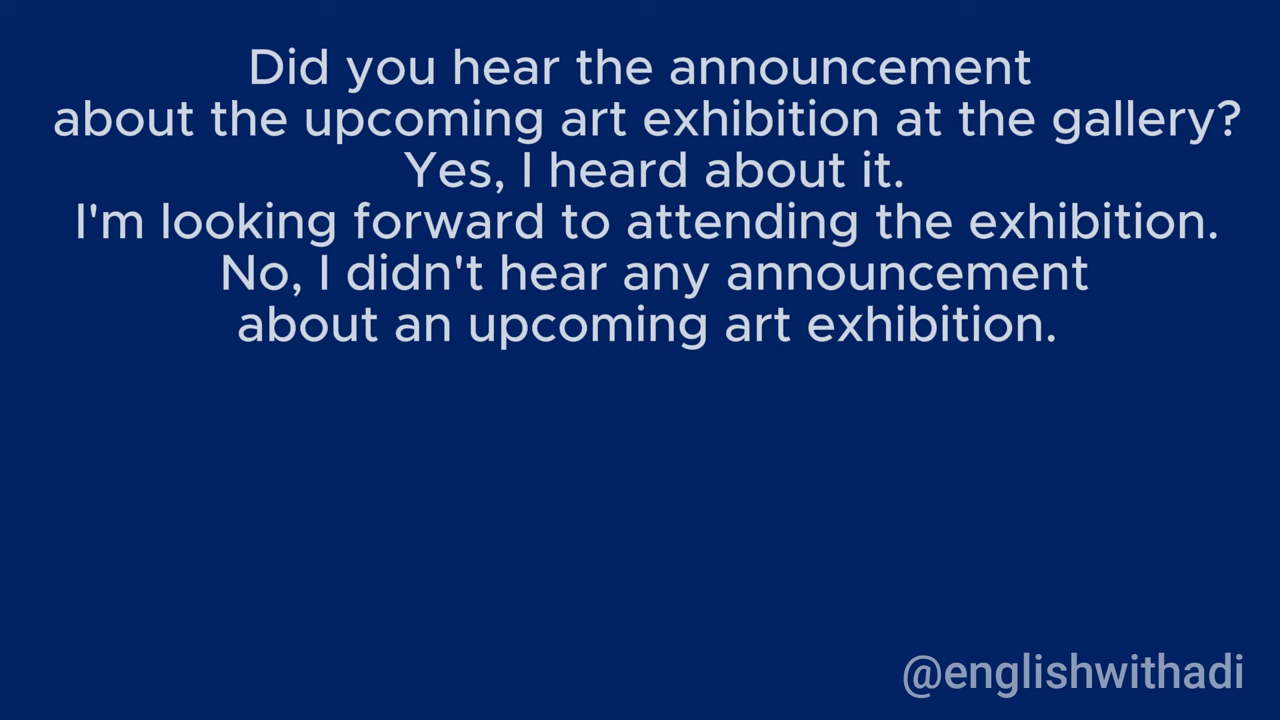 Did you hear the announcement
about the upcoming art exhibition at the gallery?
Yes, I heard about it.
I'm looking forward to attending the exhibition.
No, I didn't hear any announcement
about an upcoming art exhibition.
@englishwithadi